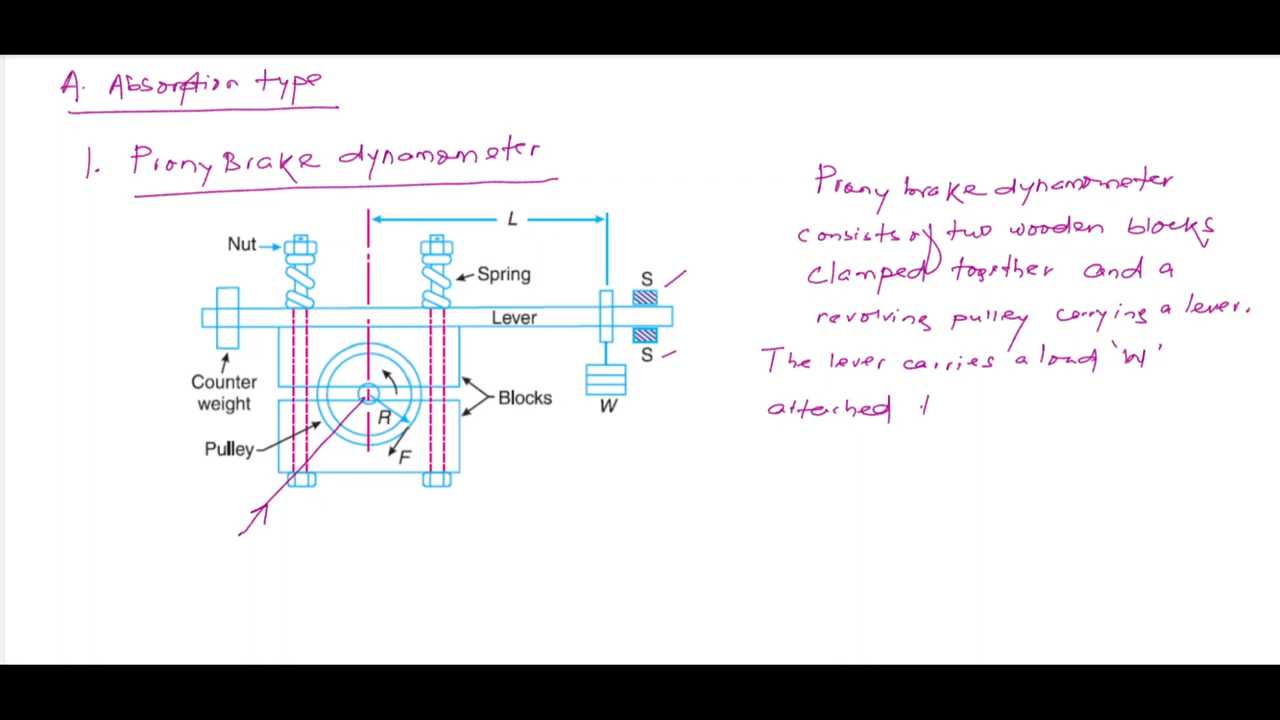 A. Absorption type
1. Prony Brake dynamometer
L
Nut
Spring
S
Lever
S
Counter
weight
Blocks
W
R
Pulley
F
Prony brake dynamometer
consists of two wooden blocks
clamped together and a
revolving pulley carrying a lever.
The lever carries a load 'W'
attached t